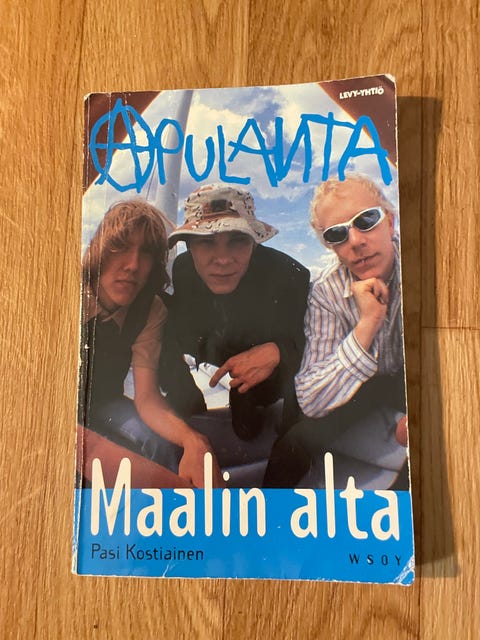 LEVY-YHTIÖ
APULANTA
Maalin alta
Pasi Kostiainen
WSOY